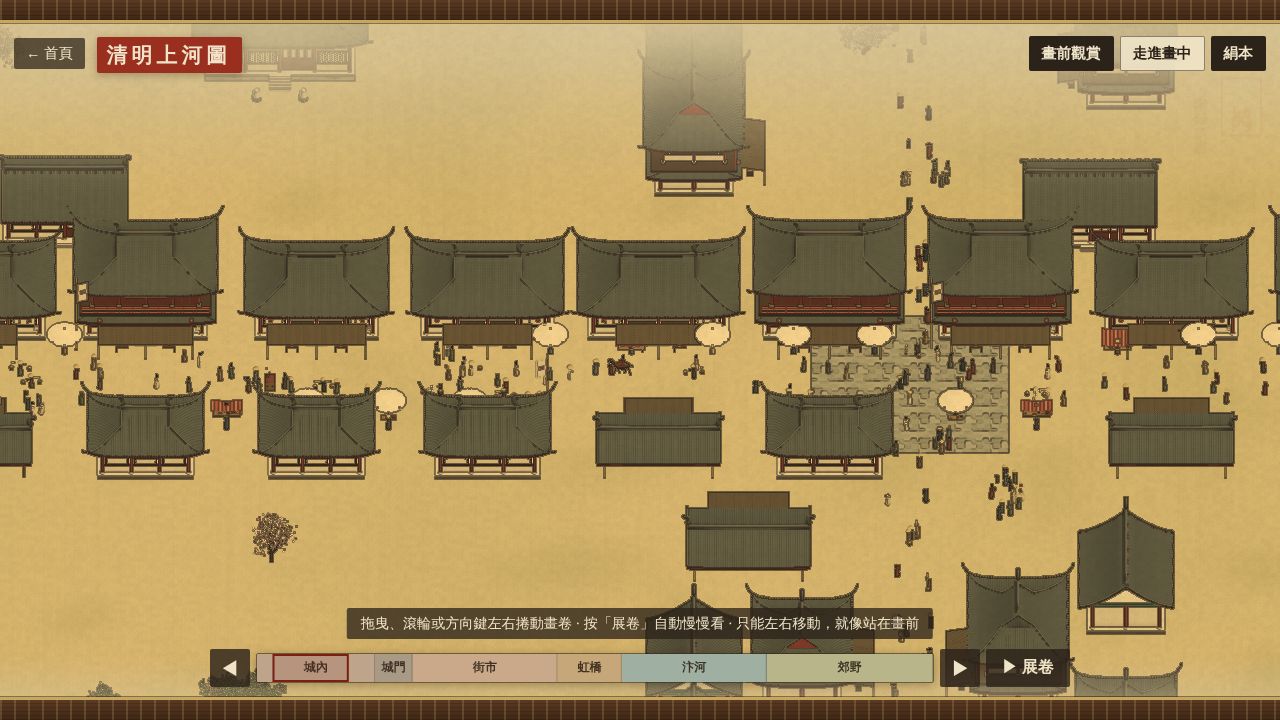 ← 首頁
清明上河圖
畫前觀賞
走進畫中
絹本
拖曳、滾輪或方向鍵左右捲動畫卷 · 按「展卷」自動慢慢看 · 只能左右移動，就像站在畫前
◀
城內
城門
街市
虹橋
汴河
郊野
▶
▶ 展卷